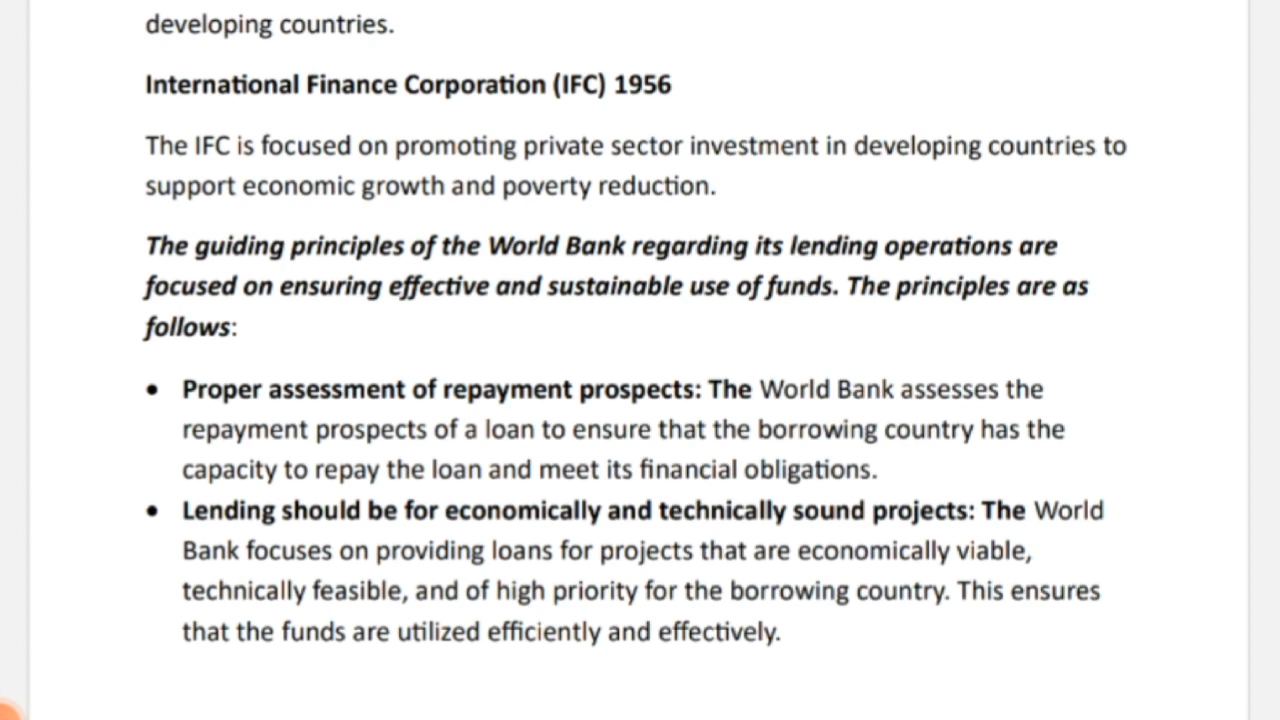 developing countries.
International Finance Corporation (IFC) 1956
The IFC is focused on promoting private sector investment in developing countries to
support economic growth and poverty reduction.
The guiding principles of the World Bank regarding its lending operations are
focused on ensuring effective and sustainable use of funds. The principles are as
follows:
• Proper assessment of repayment prospects: The World Bank assesses the
repayment prospects of a loan to ensure that the borrowing country has the
capacity to repay the loan and meet its financial obligations.
• Lending should be for economically and technically sound projects: The World
Bank focuses on providing loans for projects that are economically viable,
technically feasible, and of high priority for the borrowing country. This ensures
that the funds are utilized efficiently and effectively.